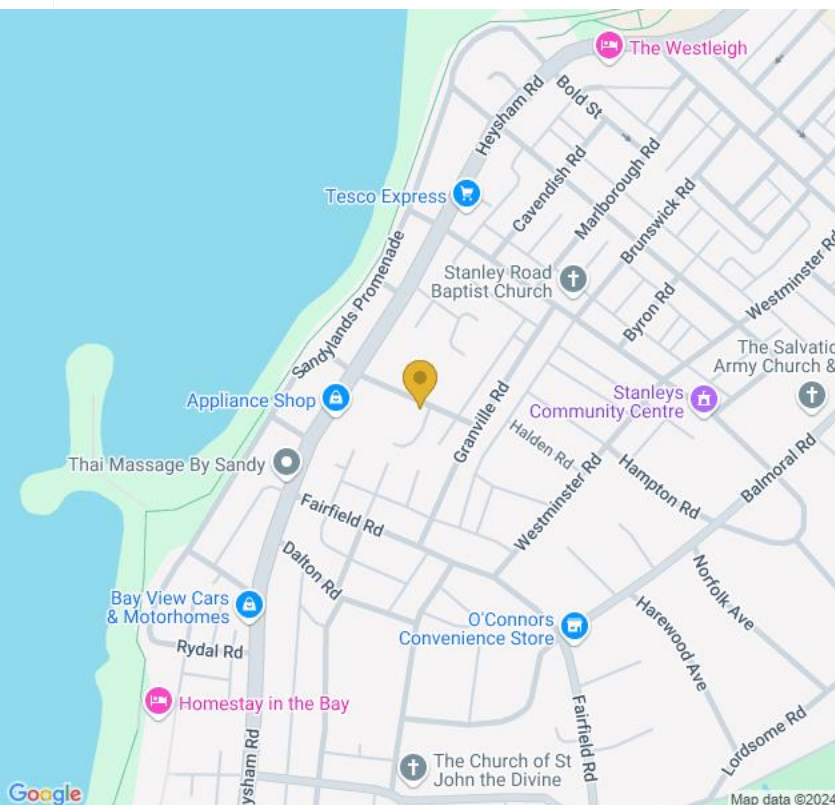 The Westleigh
Heysham Rd
Bold St
Cavendish Rd
Marlborough Rd
Tesco Express
Brunswick Rd
Sandylands Promenade
Stanley Road
Baptist Church
Westminster Rd
Byron Rd
The Salvatio
Army Church &
Appliance Shop
Stanleys
Community Centre
Granville Rd
Halden Rd
Balmoral Rd
Thai Massage By Sandy
Westminster Rd
Hampton Rd
Fairfield Rd
Dalton Rd
Norfolk Ave
Bay View Cars
& Motorhomes
O'Connors
Convenience Store
Harewood Ave
Rydal Rd
Homestay in the Bay
Fairfield Rd
Lordsome Rd
ysham Rd
The Church of St
John the Divine
Google
Map data ©2024